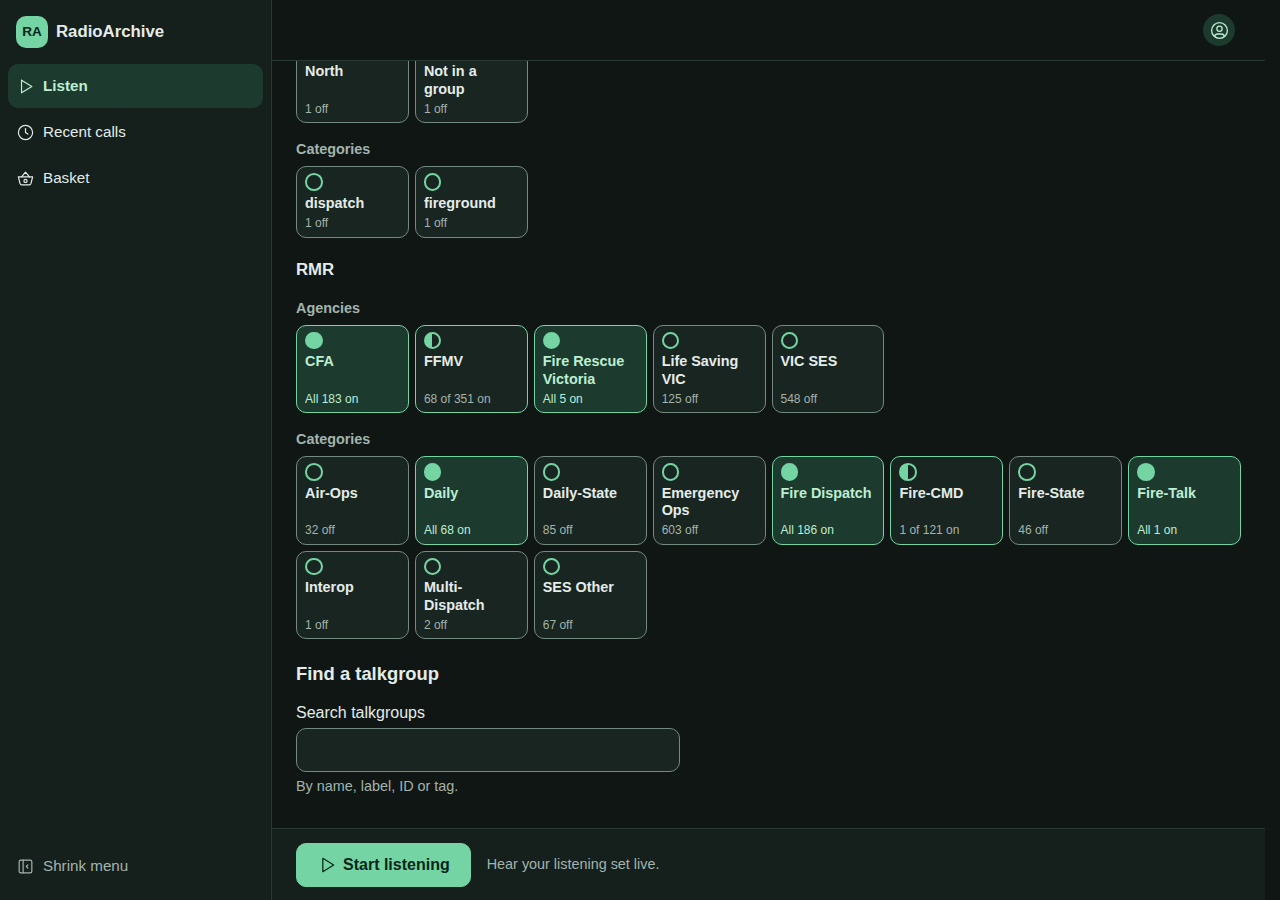 RA RadioArchive
Listen
Recent calls
Basket
Shrink menu
North
1 off
Not in a
group
1 off
Categories
dispatch
1 off
fireground
1 off
RMR
Agencies
CFA
All 183 on
FFMV
68 of 351 on
Fire Rescue
Victoria
All 5 on
Life Saving
VIC
125 off
VIC SES
548 off
Categories
Air-Ops
32 off
Daily
All 68 on
Daily-State
85 off
Emergency
Ops
603 off
Fire Dispatch
All 186 on
Fire-CMD
1 of 121 on
Fire-State
46 off
Fire-Talk
All 1 on
Interop
1 off
Multi-
Dispatch
2 off
SES Other
67 off
Find a talkgroup
Search talkgroups
By name, label, ID or tag.
Start listening
Hear your listening set live.